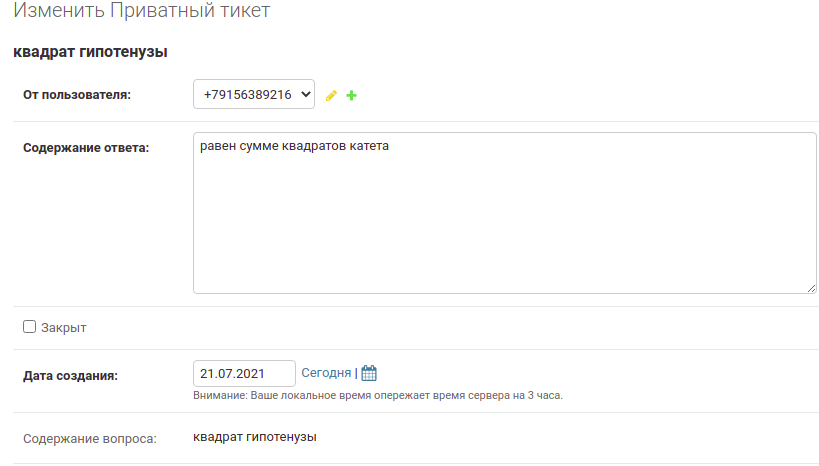 Изменить Приватный тикет
квадрат гипотенузы
От пользователя: +79156389216
Содержание ответа: равен сумме квадратов катета
Закрыт
Дата создания: 21.07.2021 Сегодня |
Внимание: Ваше локальное время опережает время сервера на 3 часа.
Содержание вопроса: квадрат гипотенузы